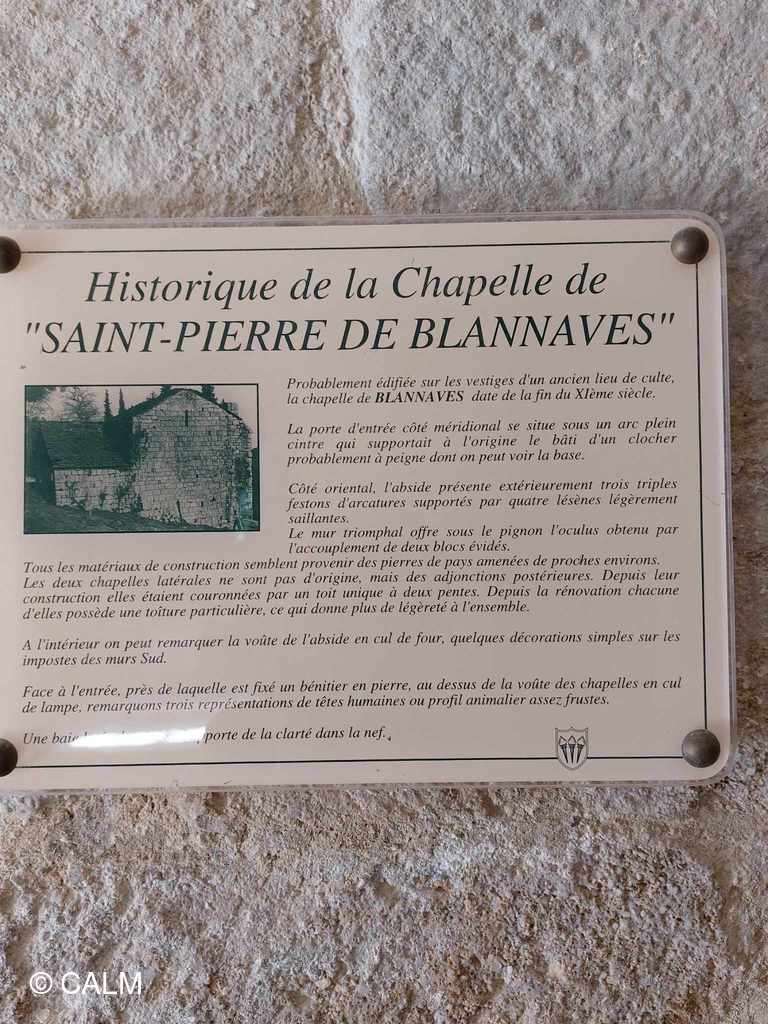 Historique de la Chapelle de
"SAINT-PIERRE DE BLANNAVES"
Probablement édifiée sur les vestiges d'un ancien lieu de culte,
la chapelle de BLANNAVES date de la fin du XIème siècle.
La porte d'entrée côté méridional se situe sous un arc plein
cintre qui supportait à l'origine le bâti d'un clocher
probablement à peigne dont on peut voir la base.
Côté oriental, l'abside présente extérieurement trois triples
festons d'arcatures supportés par quatre lésènes légèrement
saillantes.
Le mur triomphal offre sous le pignon l'oculus obtenu par
l'accouplement de deux blocs évidés.
Tous les matériaux de construction semblent provenir des pierres de pays amenées de proches environs.
Les deux chapelles latérales ne sont pas d'origine, mais des adjonctions postérieures. Depuis leur
construction elles étaient couronnées par un toit unique à deux pentes. Depuis la rénovation chacune
d'elles possède une toîture particulière, ce qui donne plus de légèreté à l'ensemble.
A l'intérieur on peut remarquer la voûte de l'abside en cul de four, quelques décorations simples sur les
impostes des murs Sud.
Face à l'entrée, près de laquelle est fixé un bénitier en pierre, au dessus de la voûte des chapelles en cul
de lampe, remarquons trois représentations de têtes humaines ou profil animalier assez frustes.
Une baie de la clarté dans la nef.
© CALM